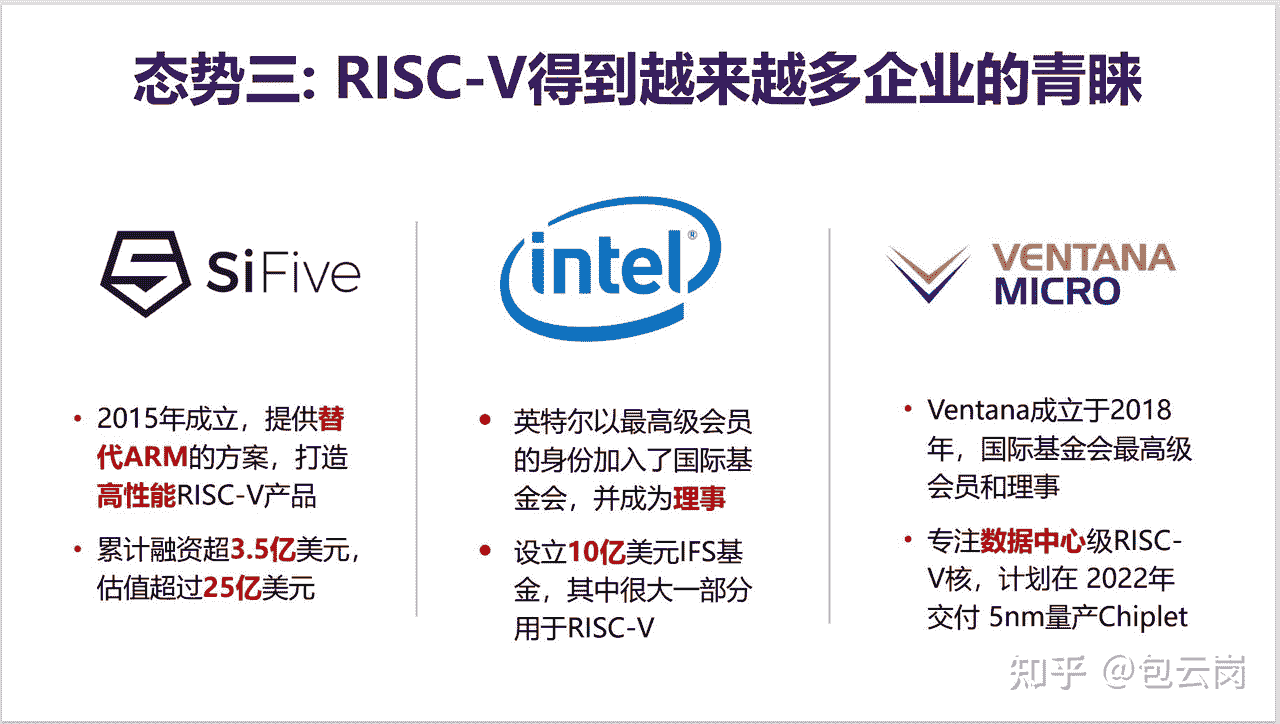 态势三: RISC-V得到越来越多企业的青睐
SiFive
2015年成立，提供替
代ARM的方案，打造
高性能RISC-V产品
累计融资超3.5亿美元，
估值超过25亿美元
intel®
英特尔以最高级会员
的身份加入了国际基
金会，并成为理事
设立10亿美元IFS基
金，其中很大一部分
用于RISC-V
VENTANA
MICRO
Ventana成立于2018
年，国际基金会最高级
会员和理事
专注数据中心级RISC-
V核，计划在 2022年
交付 5nm量产Chiplet
知乎 @包云岗